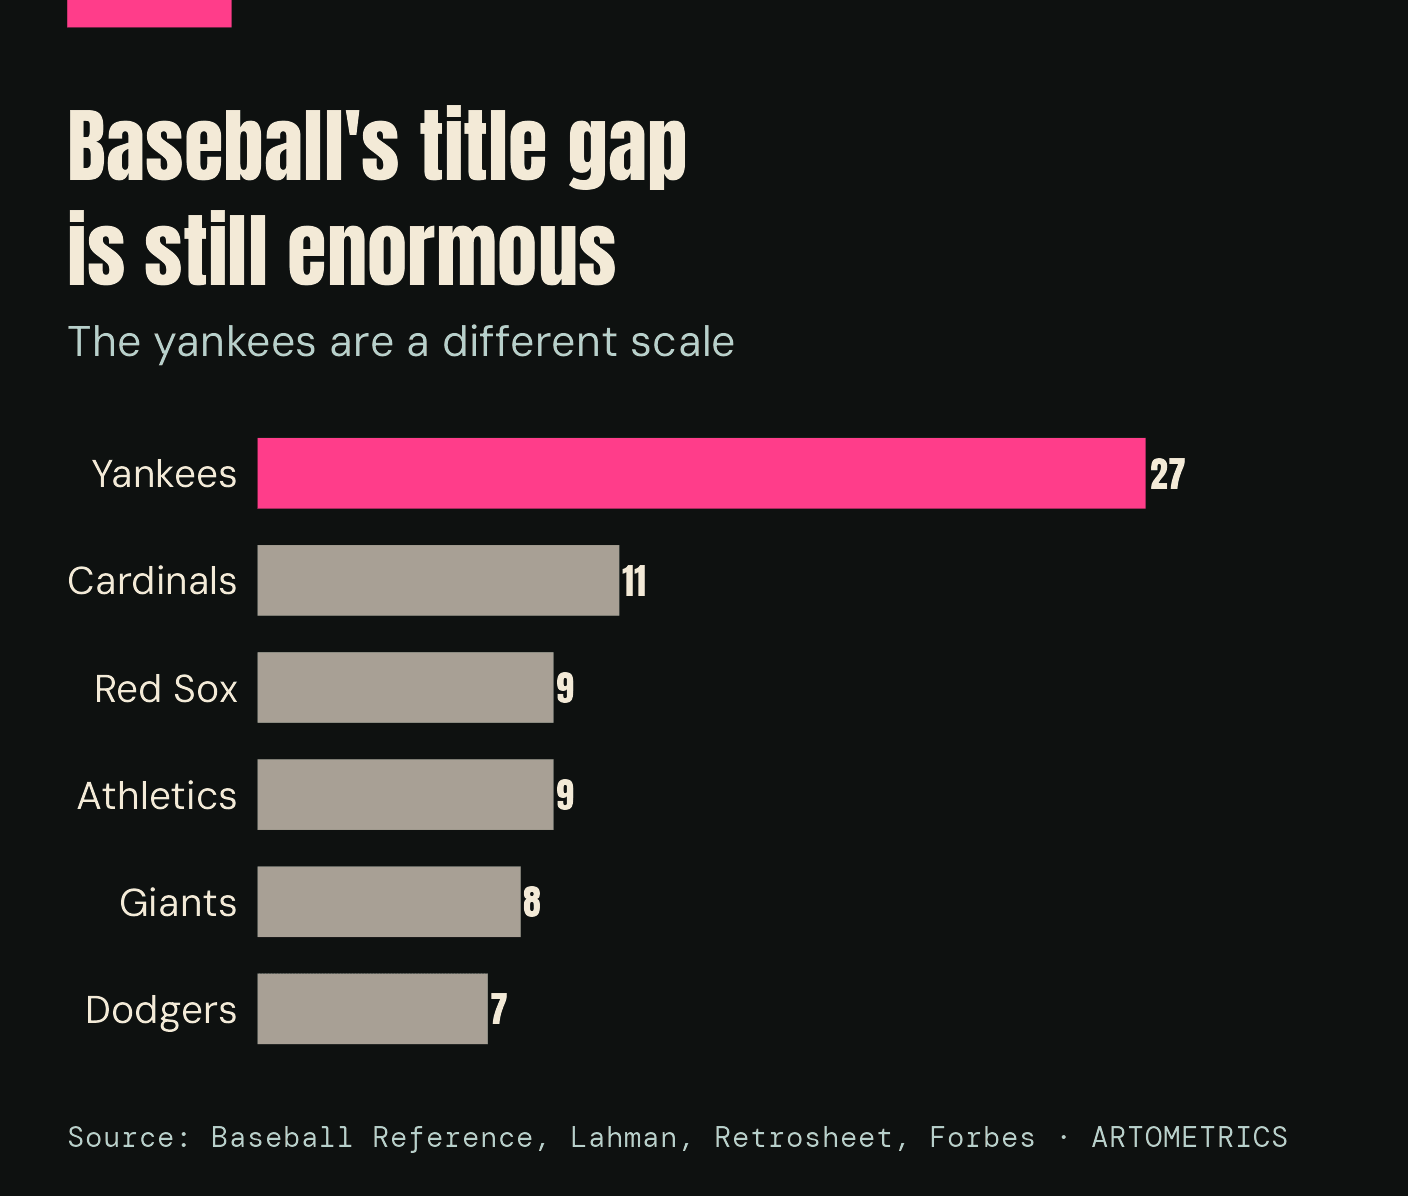 Baseball's title gap
is still enormous
The yankees are a different scale
Yankees 27
Cardinals 11
Red Sox 9
Athletics 9
Giants 8
Dodgers 7
Source: Baseball Reference, Lahman, Retrosheet, Forbes · ARTOMETRICS